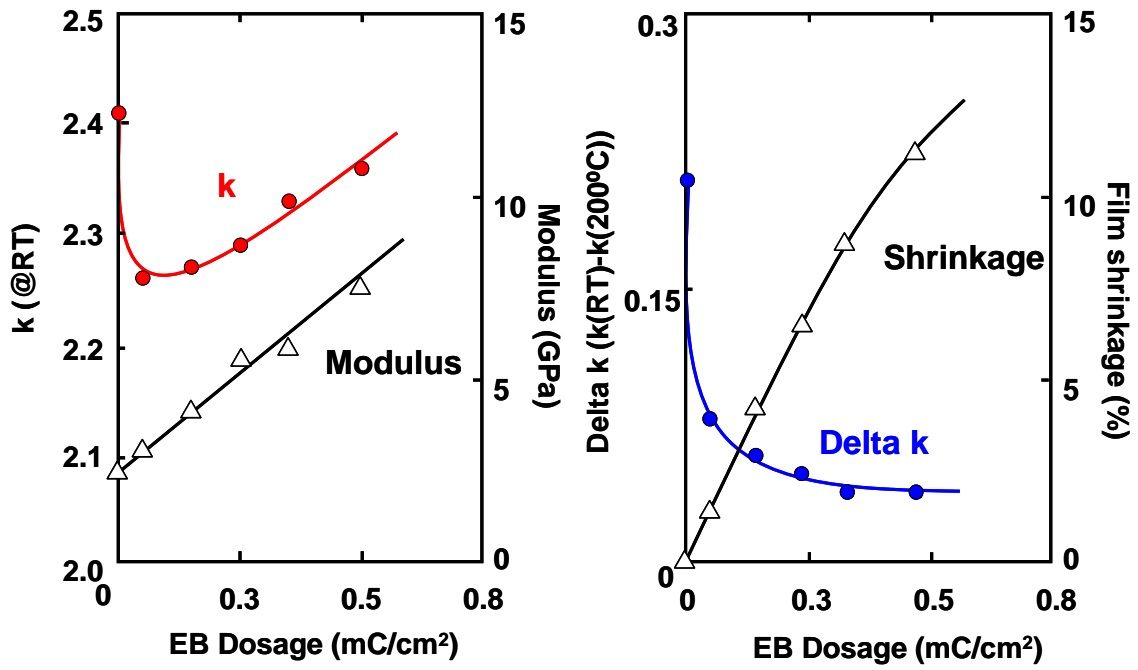 2.5
2.4
2.3
2.2
2.1
2.0
k (@RT)
k
Modulus
15
10
5
0
Modulus (GPa)
0
0.3
0.5
0.8
EB Dosage (mC/cm²)
0.3
0.15
0
Delta k (k(RT)-k(200ºC))
Shrinkage
Delta k
15
10
5
0
Film shrinkage (%)
0
0.3
0.5
0.8
EB Dosage (mC/cm²)